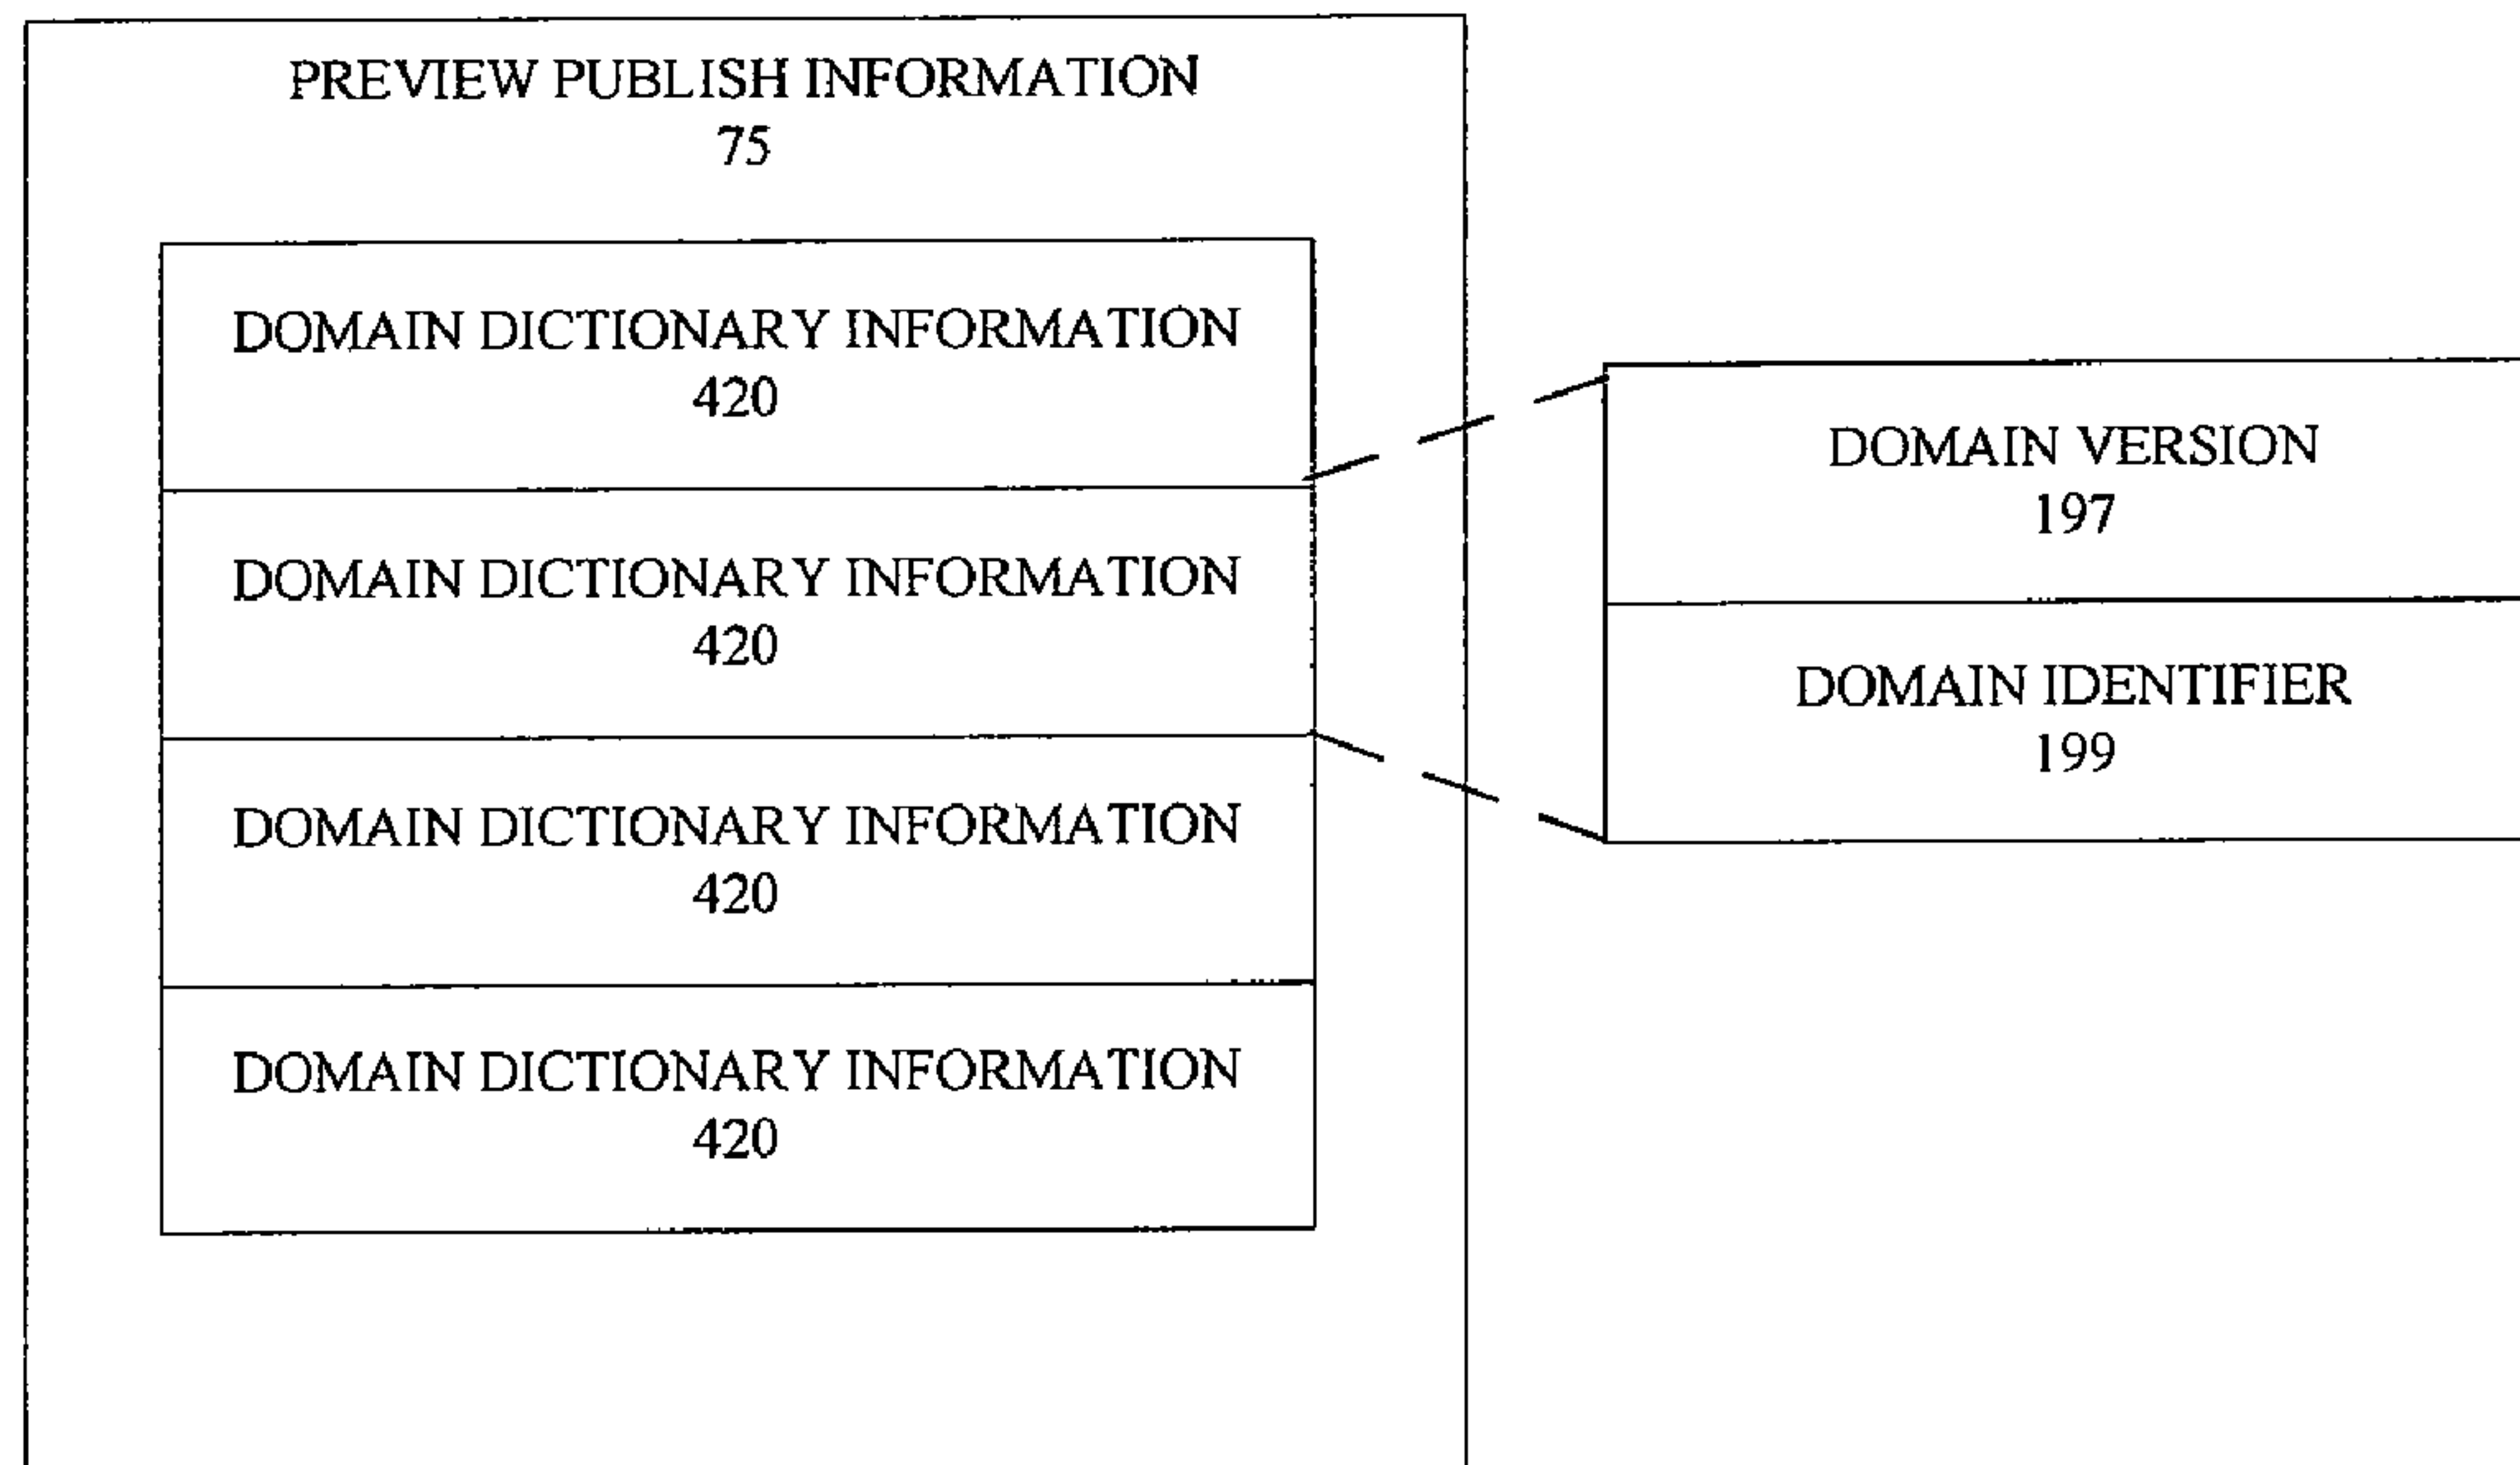 PREVIEW PUBLISH INFORMATION
75
DOMAIN DICTIONARY INFORMATION
420
DOMAIN DICTIONARY INFORMATION
420
DOMAIN DICTIONARY INFORMATION
420
DOMAIN DICTIONARY INFORMATION
420
DOMAIN VERSION
197
DOMAIN IDENTIFIER
199